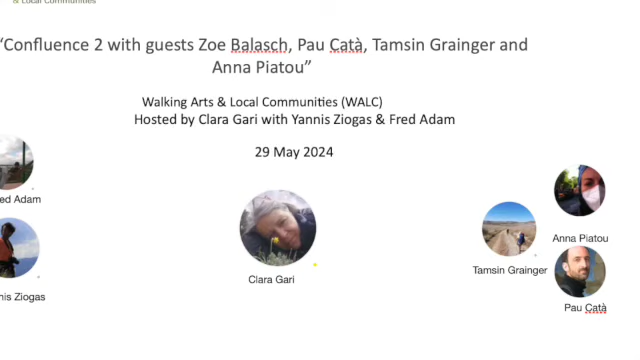 & Local Communities
“Confluence 2 with guests Zoe Balasch, Pau Catà, Tamsin Grainger and
Anna Piatou”
Walking Arts & Local Communities (WALC)
Hosted by Clara Gari with Yannis Ziogas & Fred Adam
29 May 2024
ed Adam
nis Ziogas
Clara Gari
Tamsin Grainger
Anna Piatou
Pau Catà